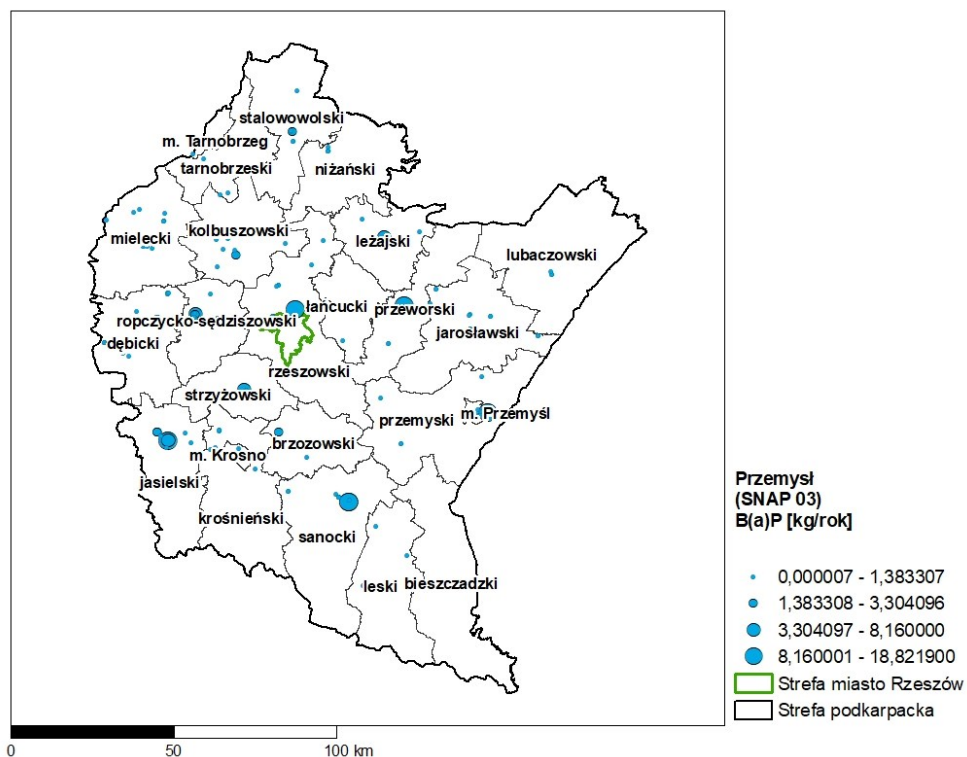 stalowowolski
m. Tarnobrzeg
tarnobrzeski
niżański
mielecki
kolbuszowski
leżajski
lubaczowski
ropczycko-sędziszowski
łańcucki
przeworski
jarosławski
dębicki
rzeszowski
strzyżowski
przemyski
m. Przemyśl
brzozowski
m. Krosno
jasielski
krośnieński
sanocki
leski
bieszczadzki
Przemysł
(SNAP 03)
B(a)P [kg/rok]
0,000007 - 1,383307
1,383308 - 3,304096
3,304097 - 8,160000
8,160001 - 18,821900
Strefa miasto Rzeszów
Strefa podkarpacka
0 50 100 km